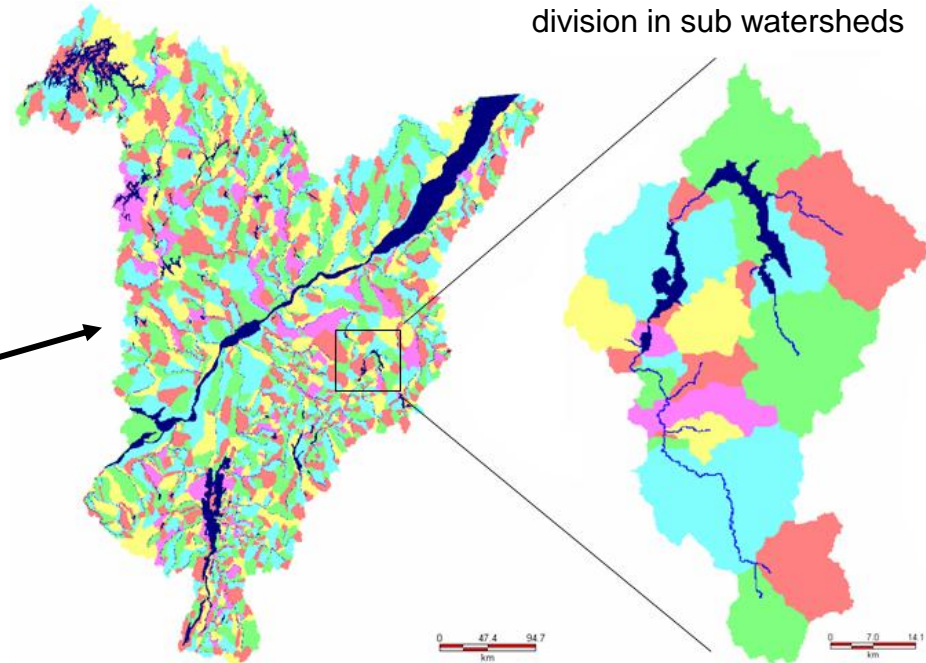 division in sub watersheds
0 47.4 94.7
km
0 7.0 14.1
km